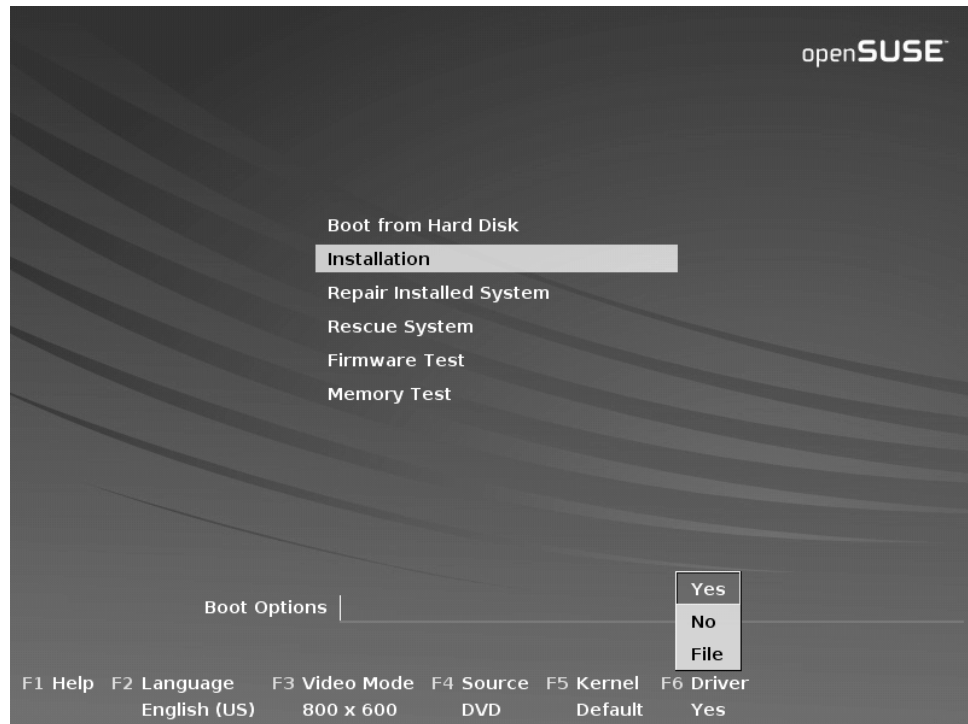 openSUSE
Boot from Hard Disk
Installation
Repair Installed System
Rescue System
Firmware Test
Memory Test
Boot Options
Yes
No
File
F1 Help F2 Language F3 Video Mode F4 Source F5 Kernel F6 Driver
English (US) 800 x 600 DVD Default Yes